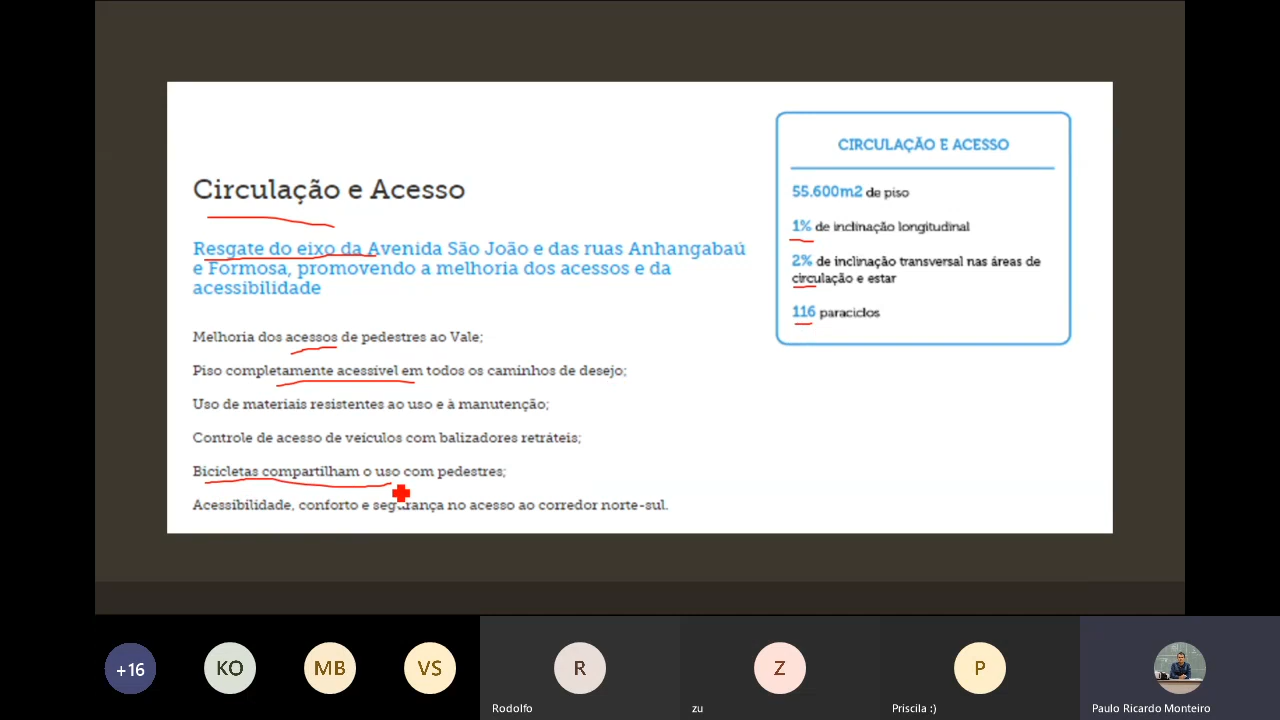 Circulação e Acesso
Resgate do eixo da Avenida São João e das ruas Anhangabaú
e Formosa, promovendo a melhoria dos acessos e da
acessibilidade
Melhoria dos acessos de pedestres ao Vale;
Piso completamente acessível em todos os caminhos de desejo;
Uso de materiais resistentes ao uso e à manutenção;
Controle de acesso de veículos com balizadores retráteis;
Bicicletas compartilham o uso com pedestres;
Acessibilidade, conforto e segurança no acesso ao corredor norte-sul.
CIRCULAÇÃO E ACESSO
55.600m2 de piso
1% de inclinação longitudinal
2% de inclinação transversal nas áreas de
circulação e estar
116 paraciclos
+16
KO
MB
VS
R
Z
P
Rodolfo
zu
Priscila :)
Paulo Ricardo Monteiro